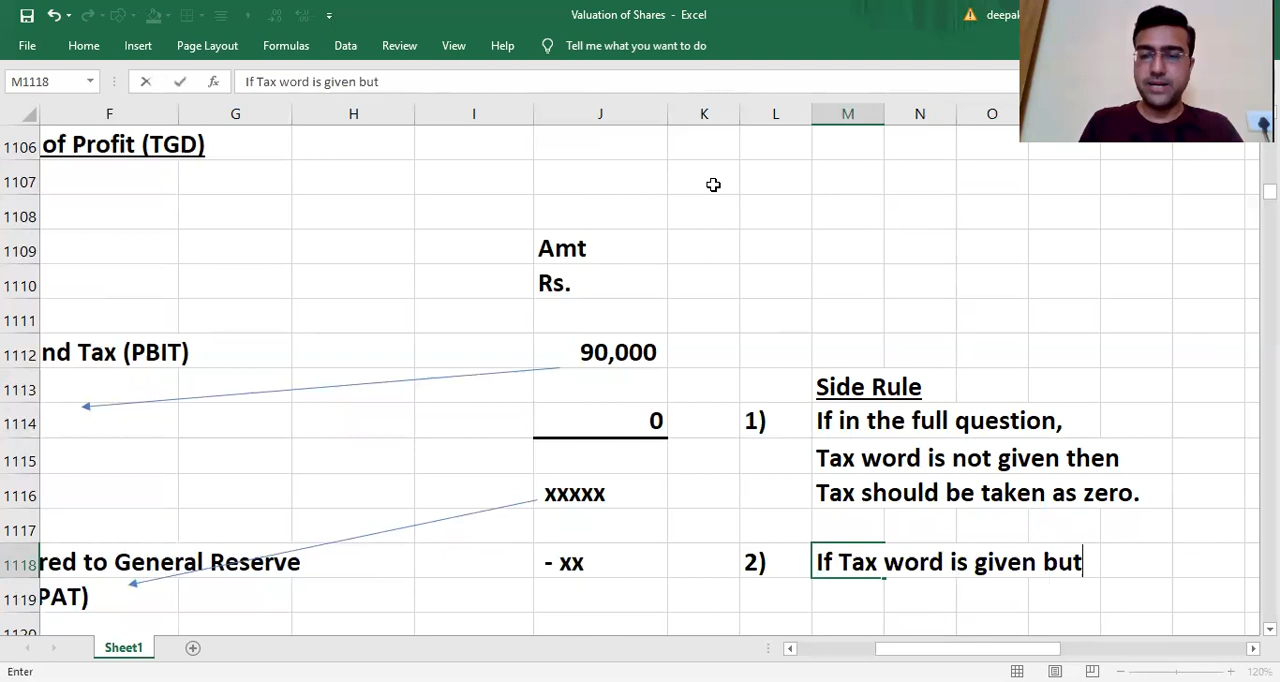 Valuation of Shares - Excel
deepak
File Home Insert Page Layout Formulas Data Review View Help Tell me what you want to do
M1118 fx If Tax word is given but
F G H I J K L M N O
1106 of Profit (TGD)
1107
1108
1109 Amt
1110 Rs.
1111
1112 nd Tax (PBIT) 90,000
1113 Side Rule
1114 0 1) If in the full question,
1115 Tax word is not given then
1116 xxxxx Tax should be taken as zero.
1117
1118 red to General Reserve - xx 2) If Tax word is given but
1119 PAT)
1120
Sheet1
Enter 120%